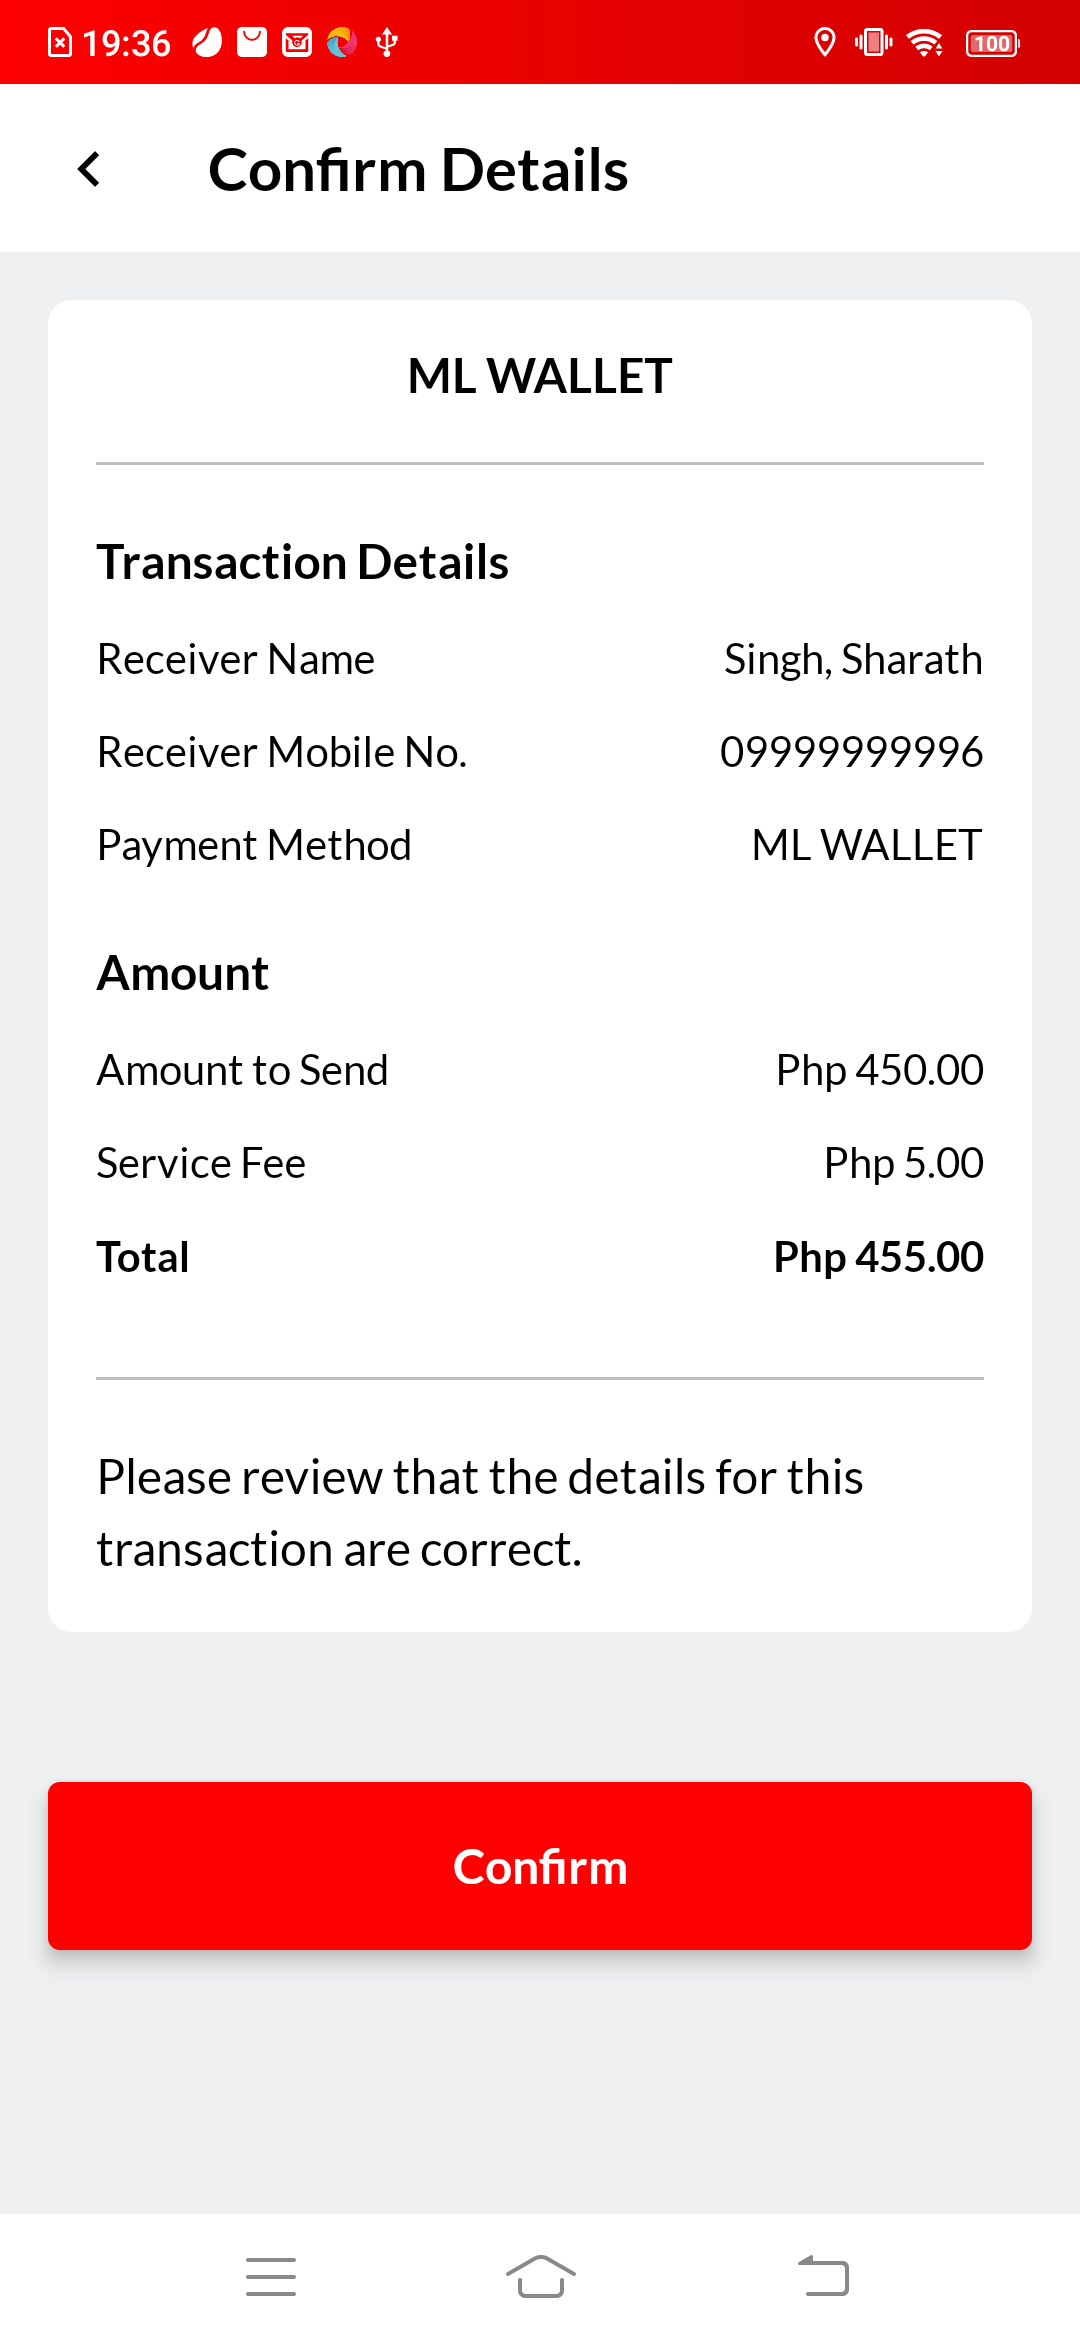 19:36
100
Confirm Details
ML WALLET
Transaction Details
Receiver Name Singh, Sharath
Receiver Mobile No. 09999999996
Payment Method ML WALLET
Amount
Amount to Send Php 450.00
Service Fee Php 5.00
Total Php 455.00
Please review that the details for this
transaction are correct.
Confirm